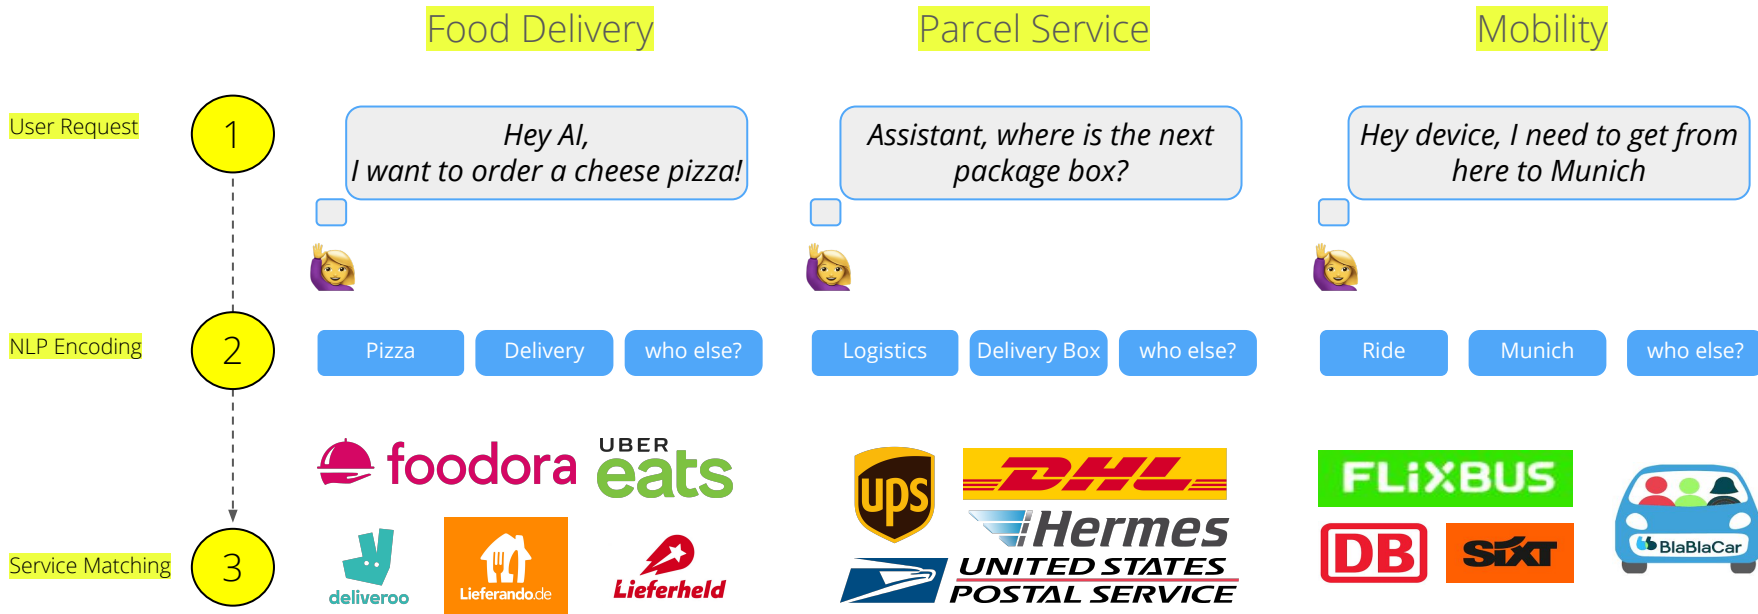 Food Delivery
Parcel Service
Mobility
User Request
1
Hey AI,
I want to order a cheese pizza!
Assistant, where is the next
package box?
Hey device, I need to get from
here to Munich
NLP Encoding
2
Pizza
Delivery
who else?
Logistics
Delivery Box
who else?
Ride
Munich
who else?
Service Matching
3
foodora
UBER
eats
deliveroo
Lieferando.de
Lieferheld
ups
DHL
Hermes
UNITED STATES
POSTAL SERVICE
FLiXBUS
DB
SiXT
BlaBlaCar